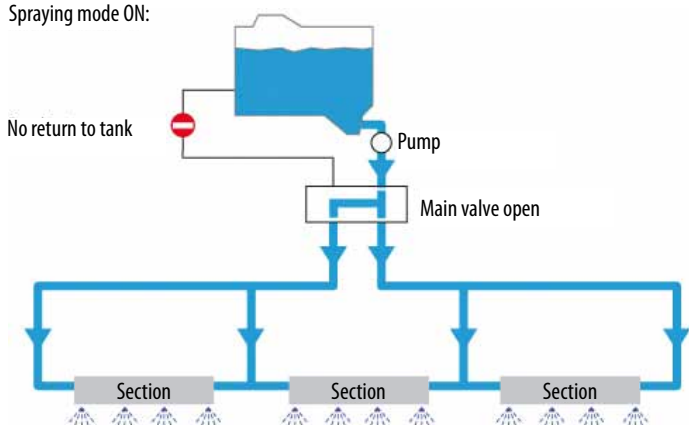 Spraying mode ON:
No return to tank
Pump
Main valve open
Section
Section
Section